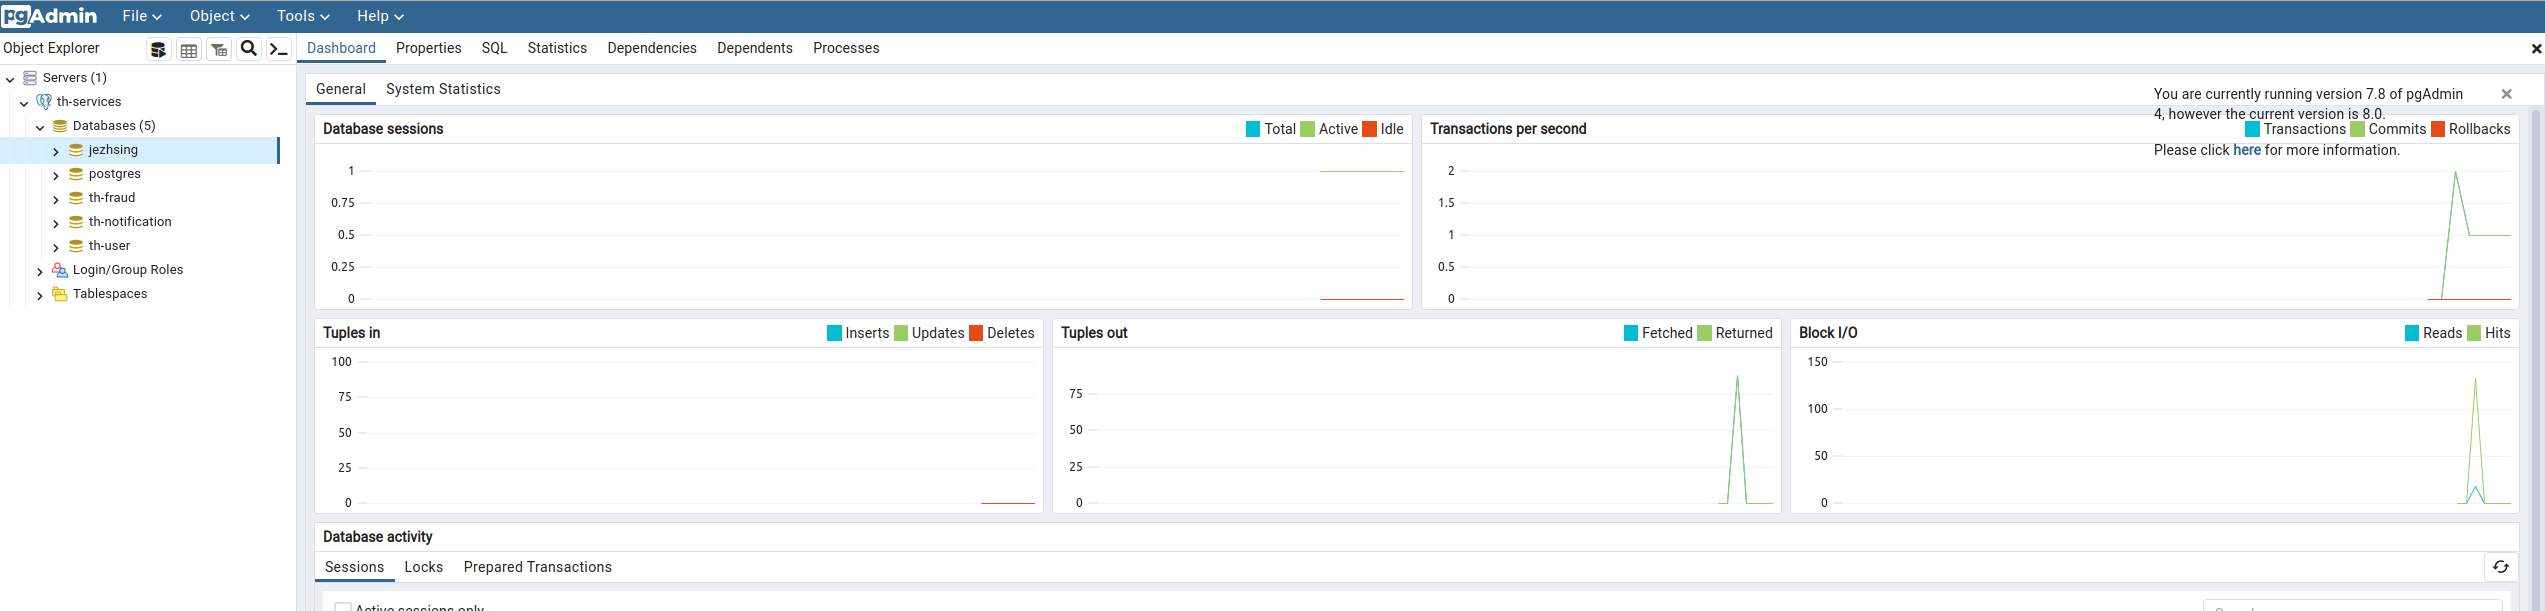 pgAdmin File Object Tools Help
Object Explorer Dashboard Properties SQL Statistics Dependencies Dependents Processes
Servers (1)
th-services
Databases (5)
jezhsing
postgres
th-fraud
th-notification
th-user
Login/Group Roles
Tablespaces
General System Statistics
You are currently running version 7.8 of pgAdmin
4, however the current version is 8.0.
Please click here for more information.
Database sessions Total Active Idle
1
0.75
0.5
0.25
0
Transactions per second Transactions Commits Rollbacks
2
1.5
1
0.5
0
Tuples in Inserts Updates Deletes
100
75
50
25
0
Tuples out Fetched Returned
75
50
25
0
Block I/O Reads Hits
150
100
50
0
Database activity
Sessions Locks Prepared Transactions
Active sessions only